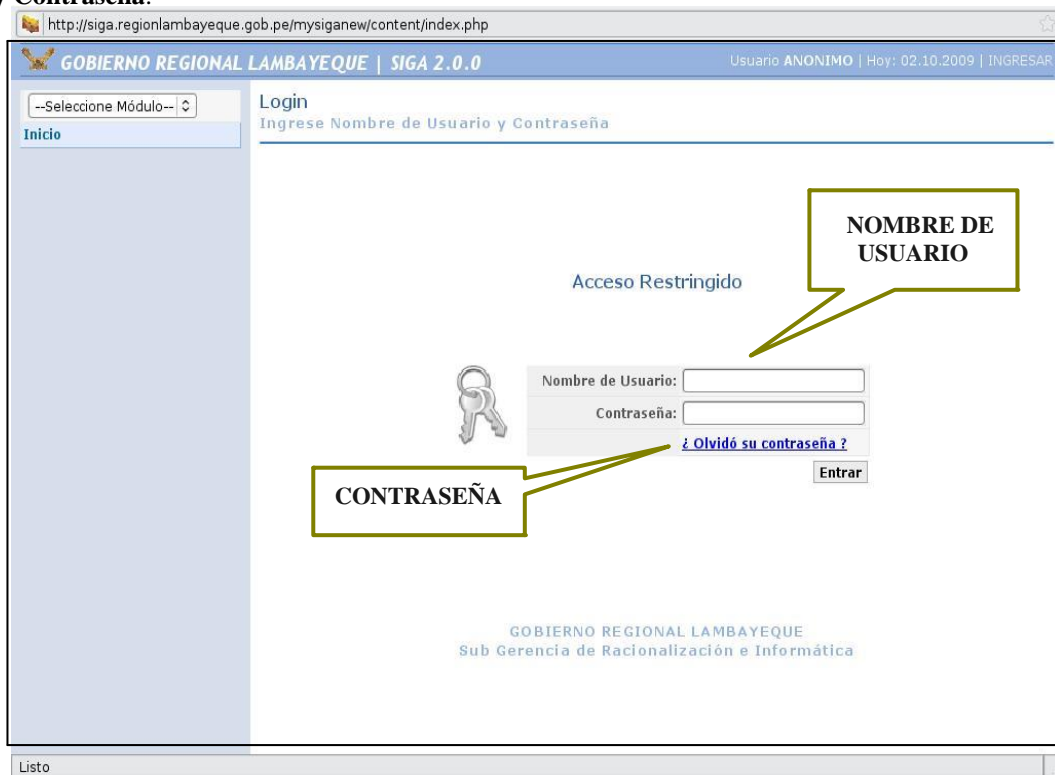 y Contraseña.
http://siga.regionlambayeque.gob.pe/mysiganew/content/index.php
GOBIERNO REGIONAL LAMBAYEQUE | SIGA 2.0.0
Usuario ANONIMO | Hoy: 02.10.2009 | INGRESAR
--Seleccione Módulo--
Inicio
Login
Ingrese Nombre de Usuario y Contraseña
NOMBRE DE
USUARIO
Acceso Restringido
Nombre de Usuario:
Contraseña:
¿ Olvidó su contraseña ?
Entrar
CONTRASEÑA
GOBIERNO REGIONAL LAMBAYEQUE
Sub Gerencia de Racionalización e Informática
Listo